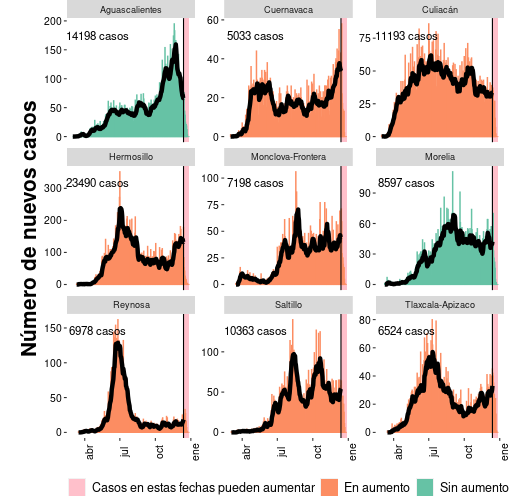 Número de nuevos casos
Aguascalientes
Cuernavaca
Culiacán
14198 casos
5033 casos
11193 casos
200
150
100
50
0
60
40
20
0
75
50
25
0
Hermosillo
Monclova-Frontera
Morelia
23490 casos
7198 casos
8597 casos
300
200
100
0
100
75
50
25
0
90
60
30
0
Reynosa
Saltillo
Tlaxcala-Apizaco
6978 casos
10363 casos
6524 casos
150
100
50
0
100
50
0
80
60
40
20
0
abr jul oct ene
abr jul oct ene
abr jul oct ene
Casos en estas fechas pueden aumentar En aumento Sin aumento